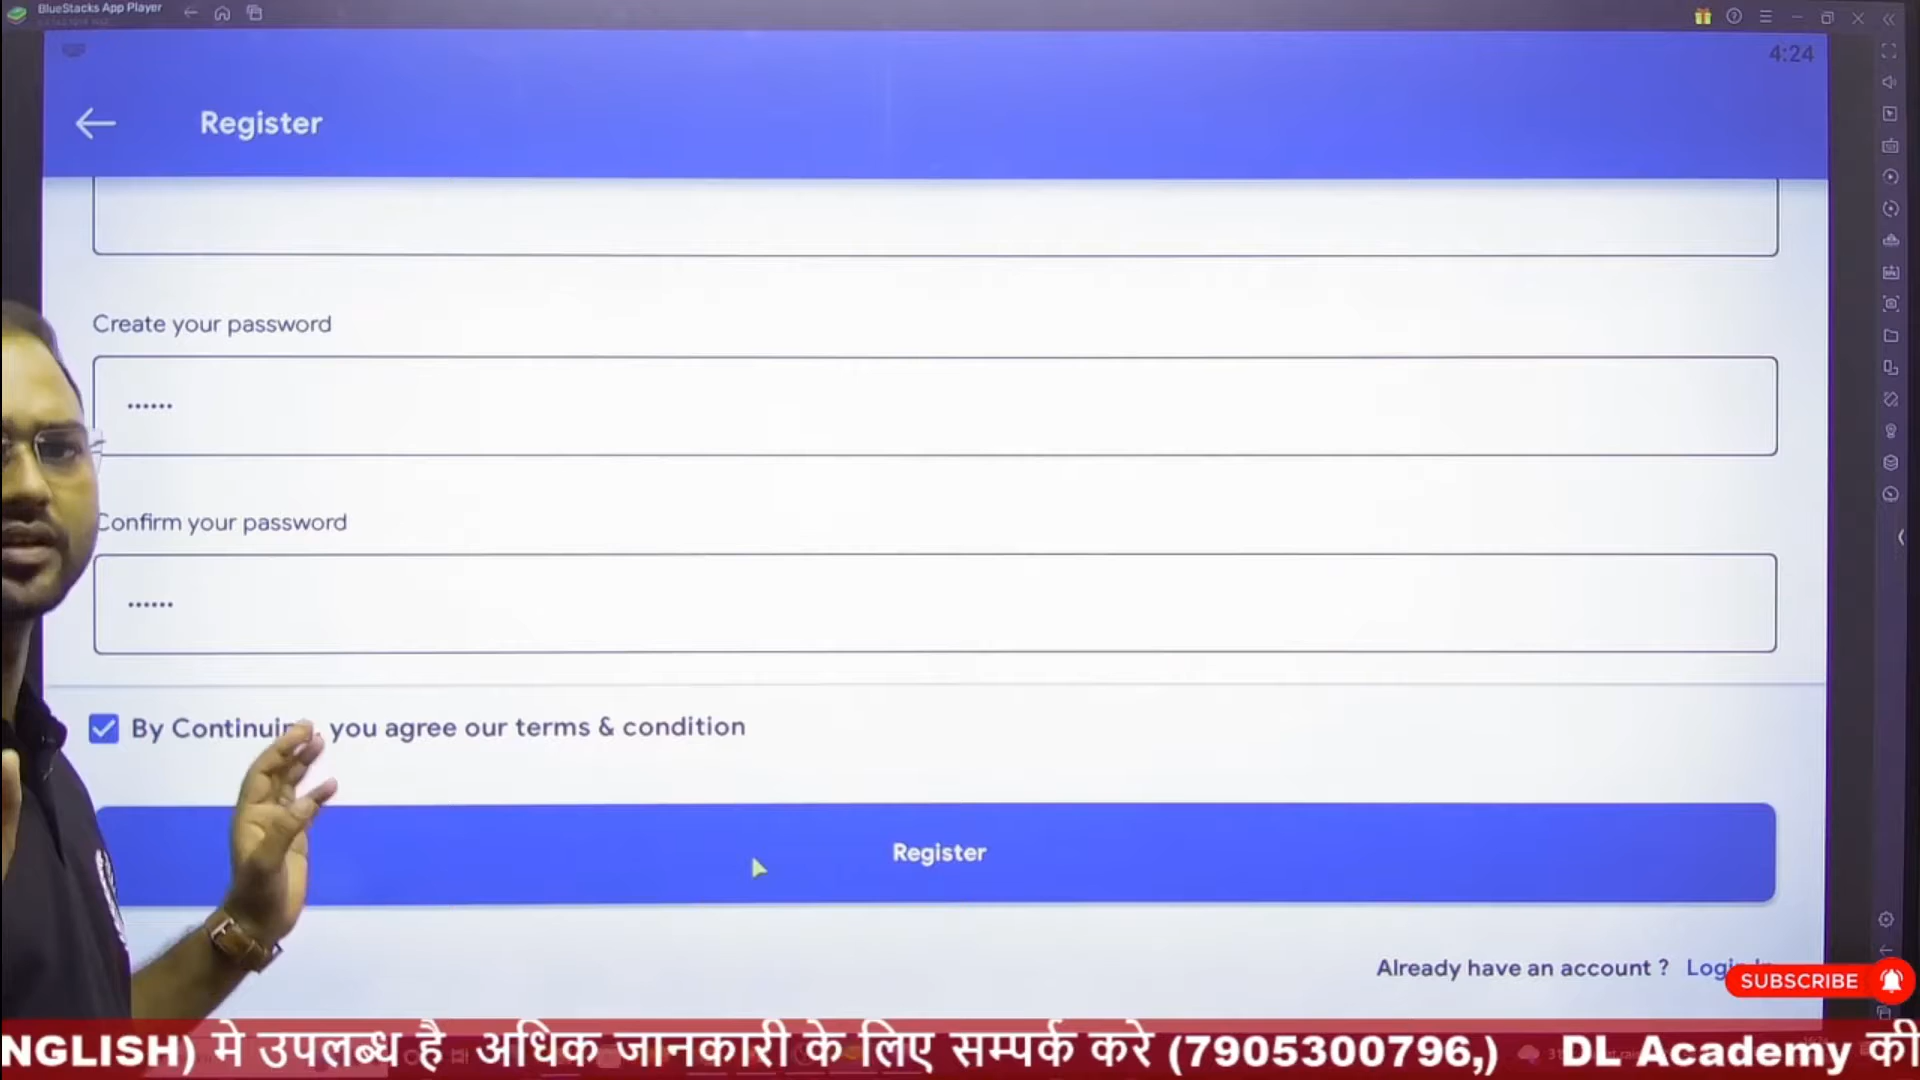 BlueStacks App Player
4:24
Register
Create your password
••••••
Confirm your password
••••••
you agree our terms & condition
By
Register
Already have an account ?
SUBSCRIBE
NGLISH) मे उपलब्ध है अधिक जानकारी के लिए सम्पर्क करे (7905300796,) DL Academy की